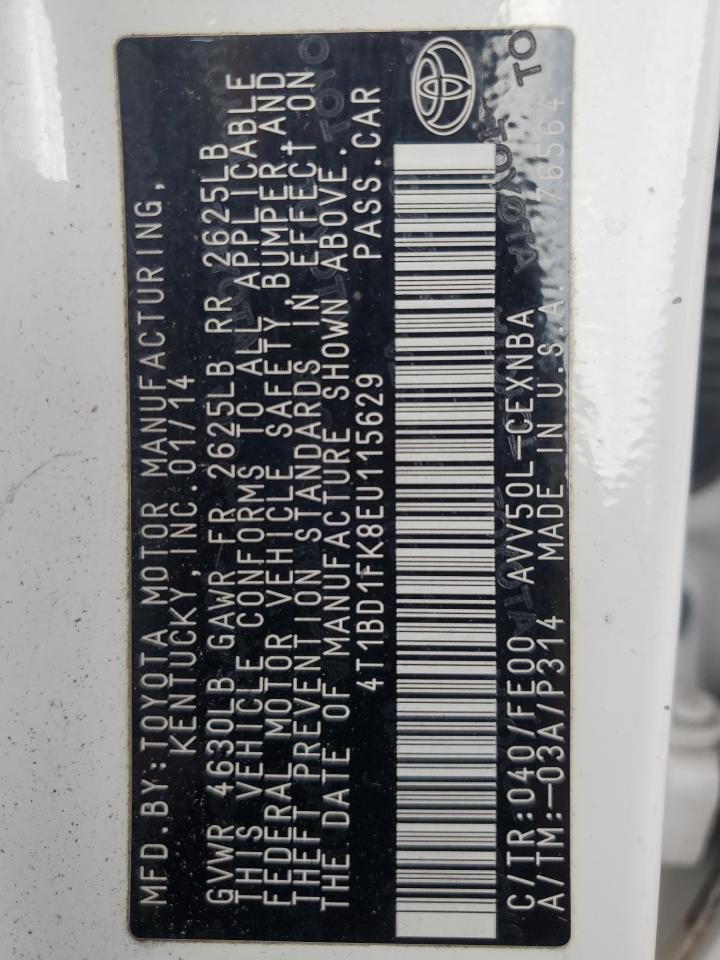 MFD.BY:TOYOTA MOTOR MANUFACTURING,
KENTUCKY,INC.01/14
GVWR 4630LB GAWR FR 2625LB RR 2625LB
THIS VEHICLE CONFORMS TO ALL APPLICABLE
FEDERAL MOTOR VEHICLE SAFETY, BUMPER,AND
THEFT PREVENTION STANDARDS IN EFFECT ON
THE DATE OF MANUFACTURE SHOWN ABOVE.
4T1BD1FK8EU115629 PASS.CAR
C/TR:040/FE00 AVV50L-CEXNBA
A/TM:-03A/P314 MADE IN U.S.A. 76564
TOYOTA